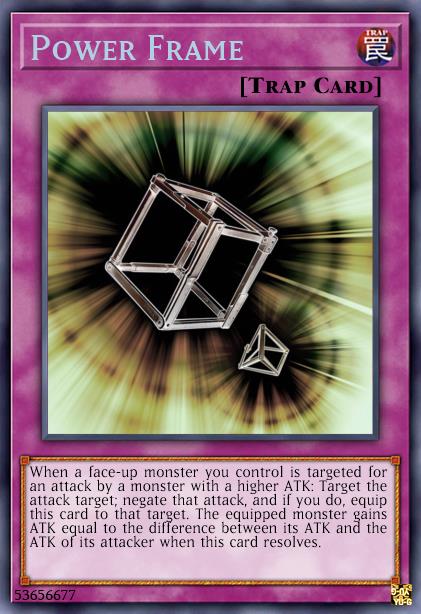 Power Frame
TRAP
罠
[Trap Card]
When a face-up monster you control is targeted for
an attack by a monster with a higher ATK: Target the
attack target; negate that attack, and if you do, equip
this card to that target. The equipped monster gains
ATK equal to the difference between its ATK and the
ATK of its attacker when this card resolves.
53656677